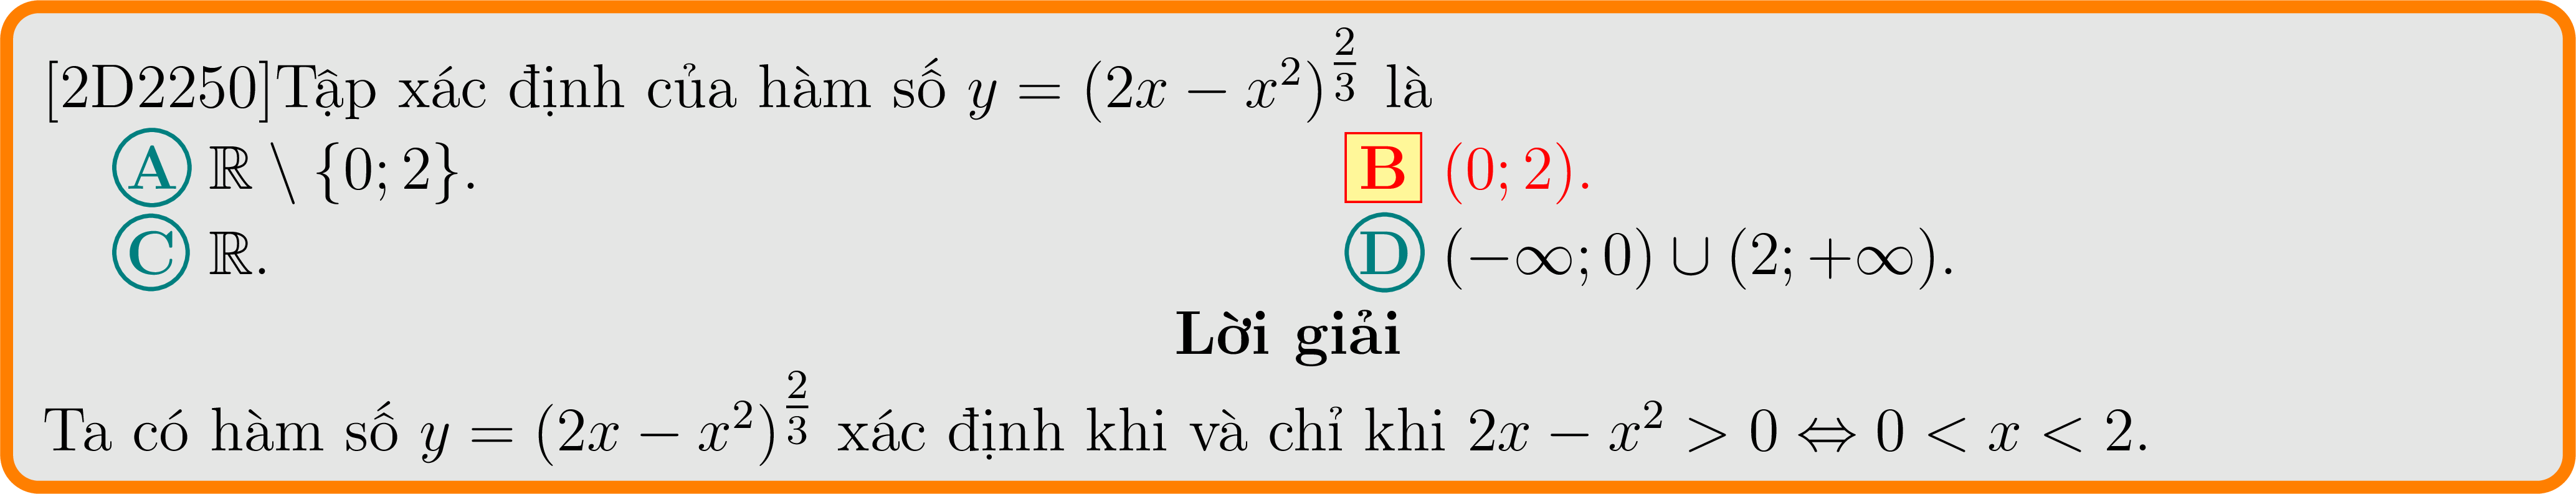 [2D2250]Tập xác định của hàm số $y = (2x - x^2)^{\frac{2}{3}}$ là
A $\mathbb{R} \setminus \{0; 2\}$.
B $(0; 2)$.
C $\mathbb{R}$.
D $(-\infty; 0) \cup (2; +\infty)$.
Lời giải
Ta có hàm số $y = (2x - x^2)^{\frac{2}{3}}$ xác định khi và chỉ khi $2x - x^2 > 0 \Leftrightarrow 0 < x < 2$.